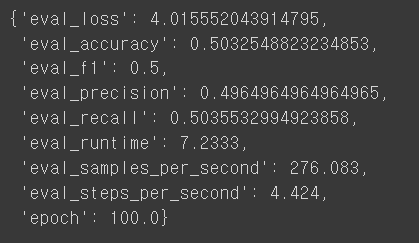 {'eval_loss': 4.015552043914795,
'eval_accuracy': 0.5032548823234853,
'eval_f1': 0.5,
'eval_precision': 0.4964964964964965,
'eval_recall': 0.5035532994923858,
'eval_runtime': 7.2333,
'eval_samples_per_second': 276.083,
'eval_steps_per_second': 4.424,
'epoch': 100.0}